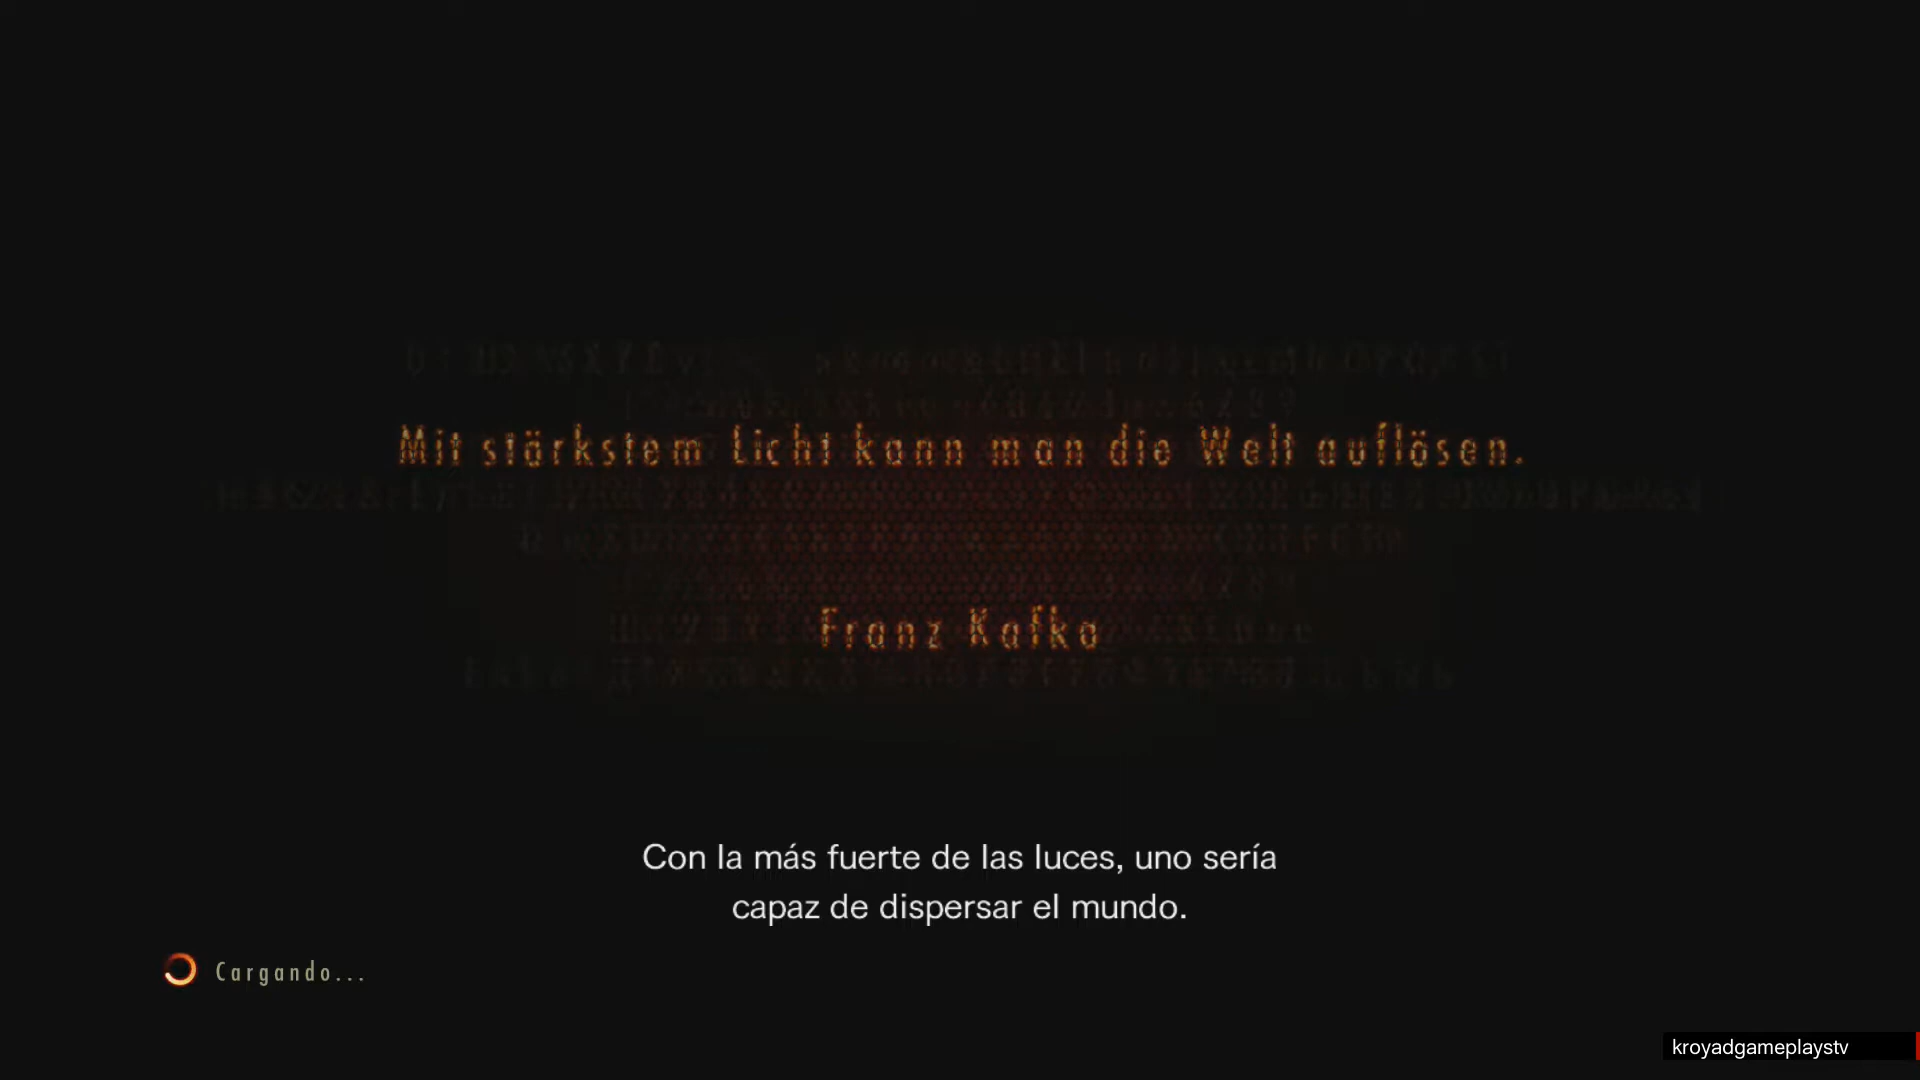 Mit stärkstem Licht kann man die Welt auflösen.
Franz Kafka
Con la más fuerte de las luces, uno sería
capaz de dispersar el mundo.
Cargando...
kroyadgameplaystv